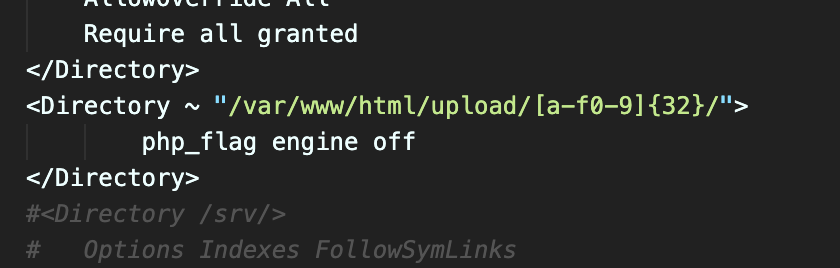 AllowOverride All
Require all granted
</Directory>
<Directory ~ "/var/www/html/upload/[a-f0-9]{32}/">
php_flag engine off
</Directory>
#<Directory /srv/>
#   Options Indexes FollowSymLinks